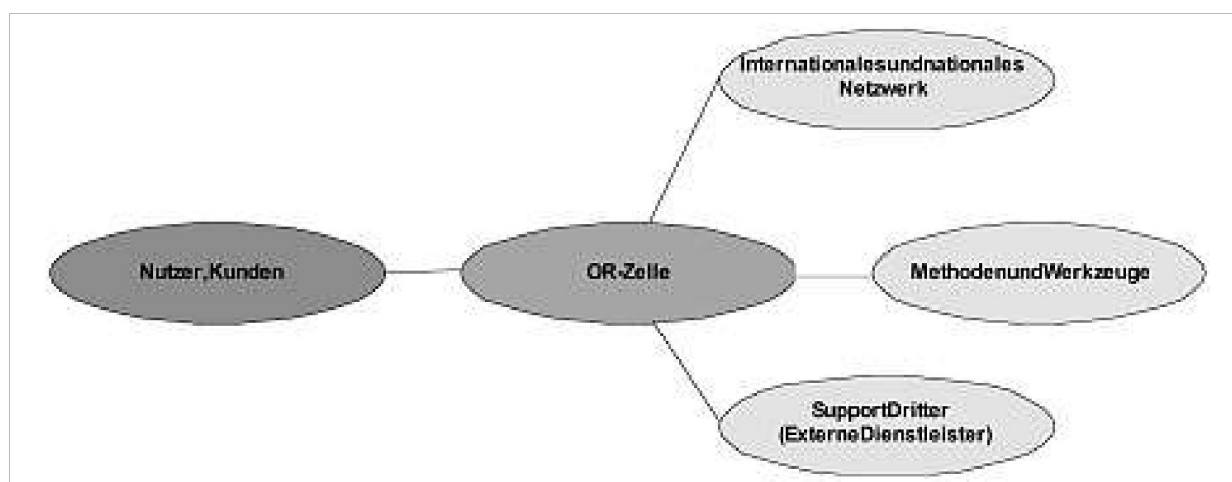 Internationalesundnationales
Netzwerk
Nutzer,Kunden
OR-Zelle
MethodenundWerkzeuge
SupportDritter
(ExterneDienstleister)